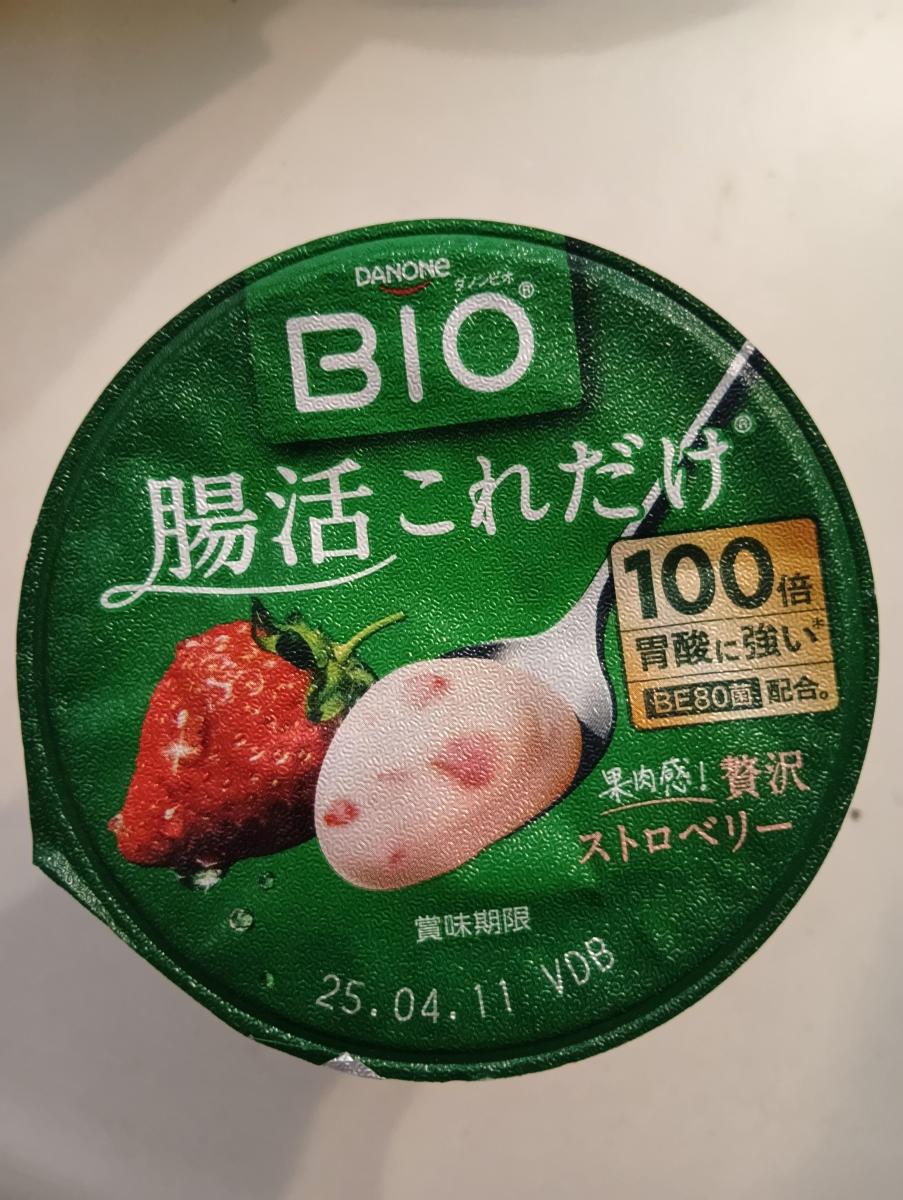 DANONE
ダノンビオ®
BIO
腸活これだけ®
100倍
胃酸に強い*
BE80菌 配合。
果肉感! 贅沢
ストロベリー
賞味期限
25.04.11 VDB